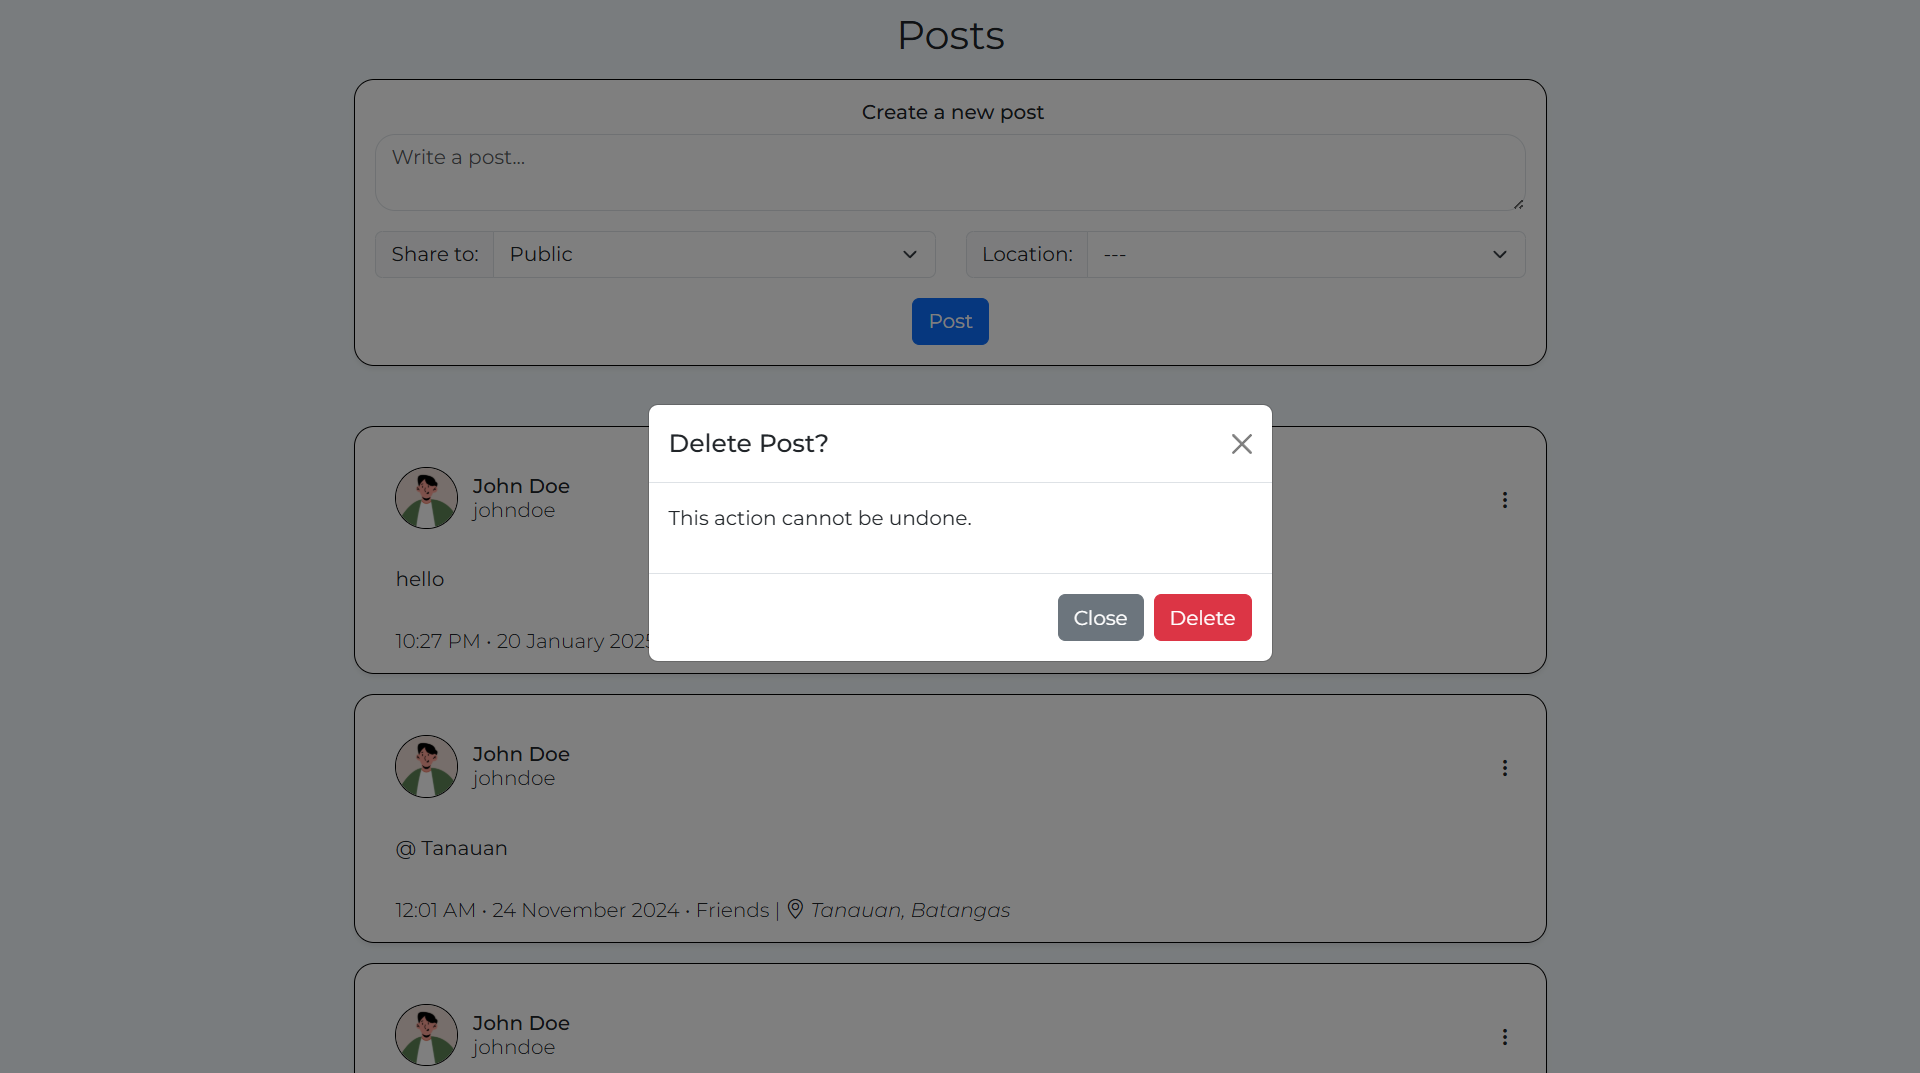 Posts
Create a new post
Write a post...
Share to: Public
Location: ---
Post
Delete Post?
This action cannot be undone.
Close Delete
John Doe
johndoe
hello
10:27 PM • 20 January 2025
John Doe
johndoe
@ Tanauan
12:01 AM • 24 November 2024 • Friends | Tanauan, Batangas
John Doe
johndoe